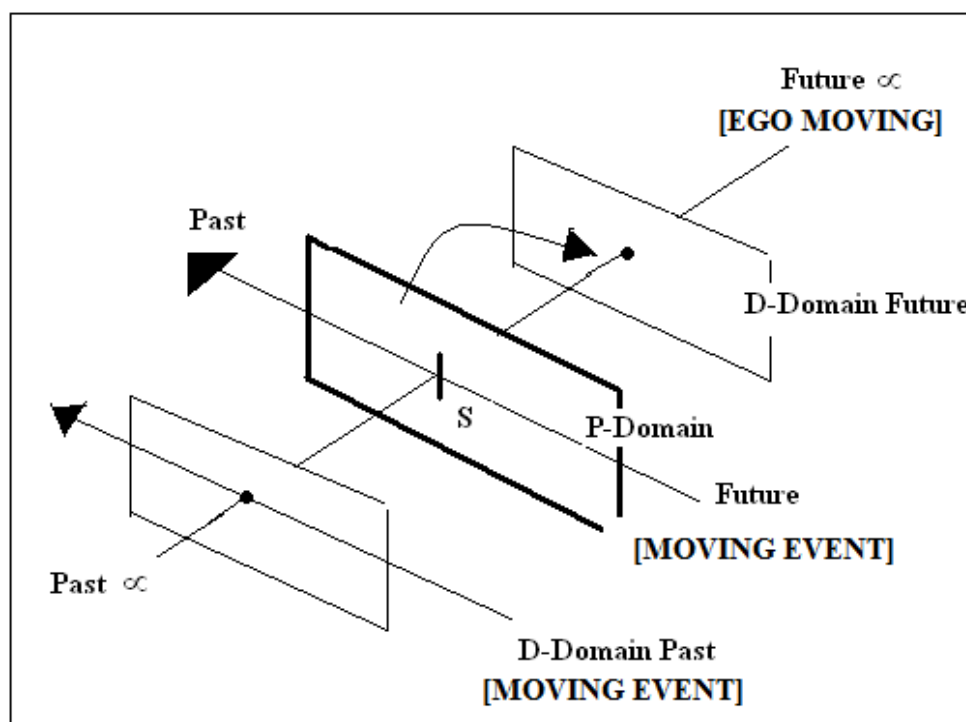 Future ∝
[EGO MOVING]
Past
D-Domain Future
S
P-Domain
Future
[MOVING EVENT]
Past ∝
D-Domain Past
[MOVING EVENT]